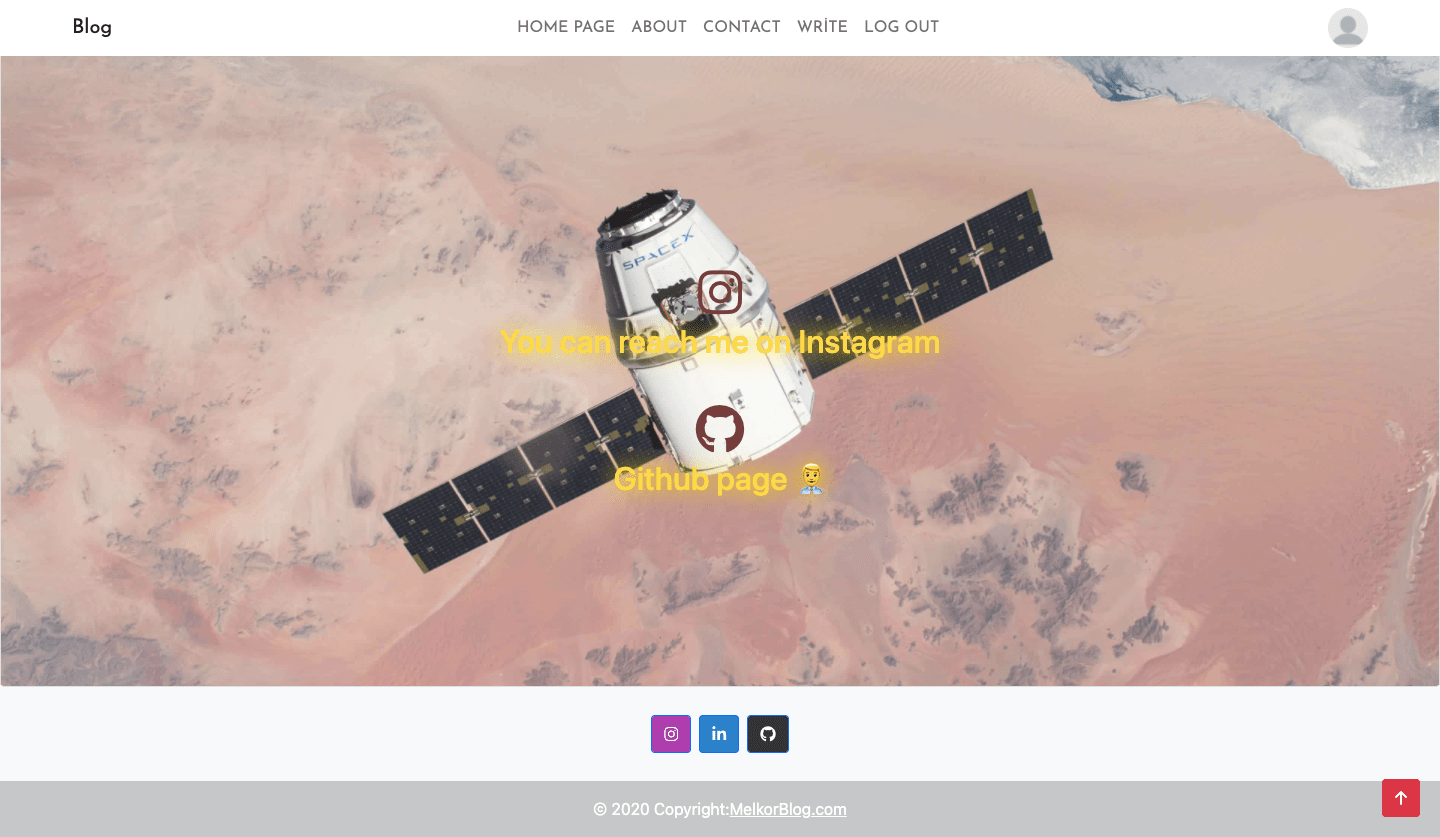 Blog
HOME PAGE ABOUT CONTACT WRİTE LOG OUT
SPACEX
You can reach me on Instagram
Github page 👨‍⚕️
in
© 2020 Copyright:MelkorBlog.com